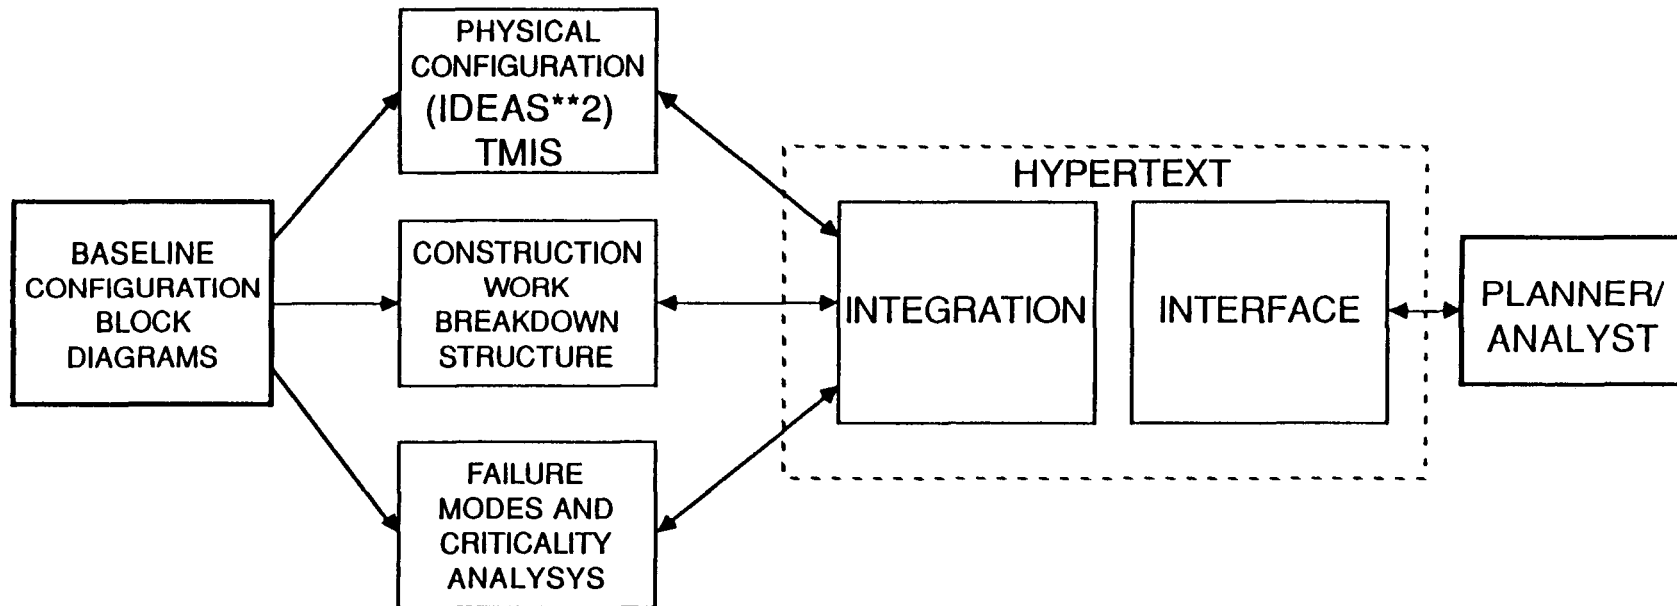 BASELINE
CONFIGURATION
BLOCK
DIAGRAMS
PHYSICAL
CONFIGURATION
(IDEAS**2)
TMIS
CONSTRUCTION
WORK
BREAKDOWN
STRUCTURE
FAILURE
MODES AND
CRITICALITY
ANALYSYS
HYPERTEXT
INTEGRATION
INTERFACE
PLANNER/
ANALYST